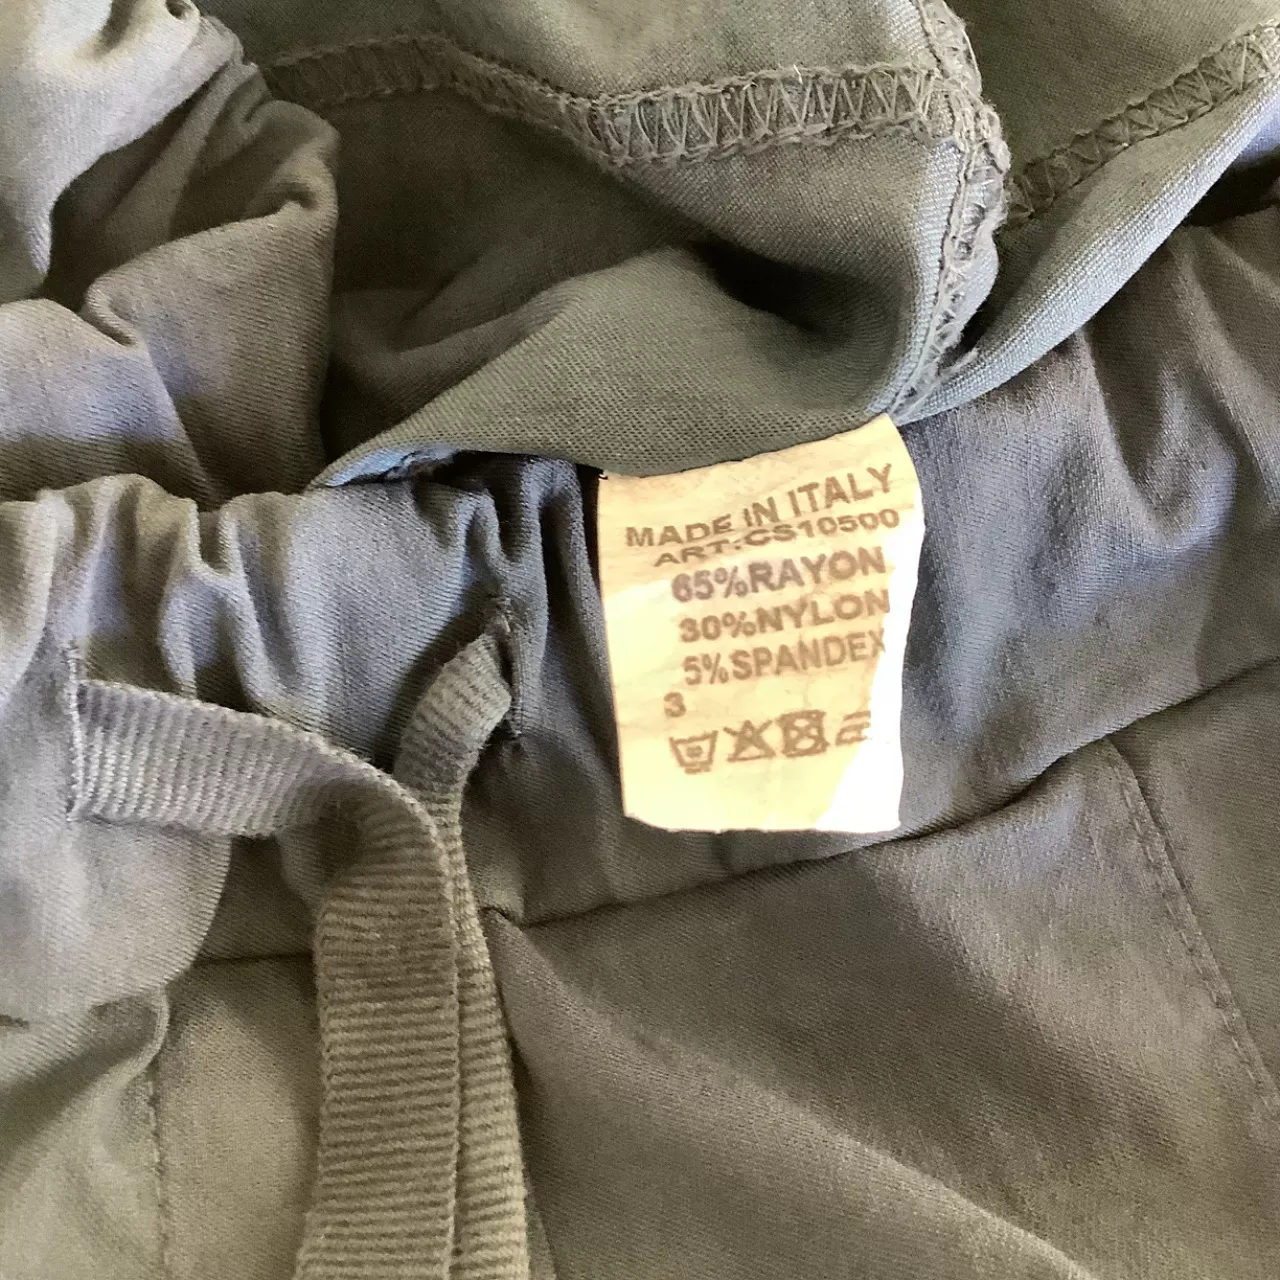 MADE IN ITALY
ART:CS10500
65%RAYON
30%NYLON
5%SPANDEX
3